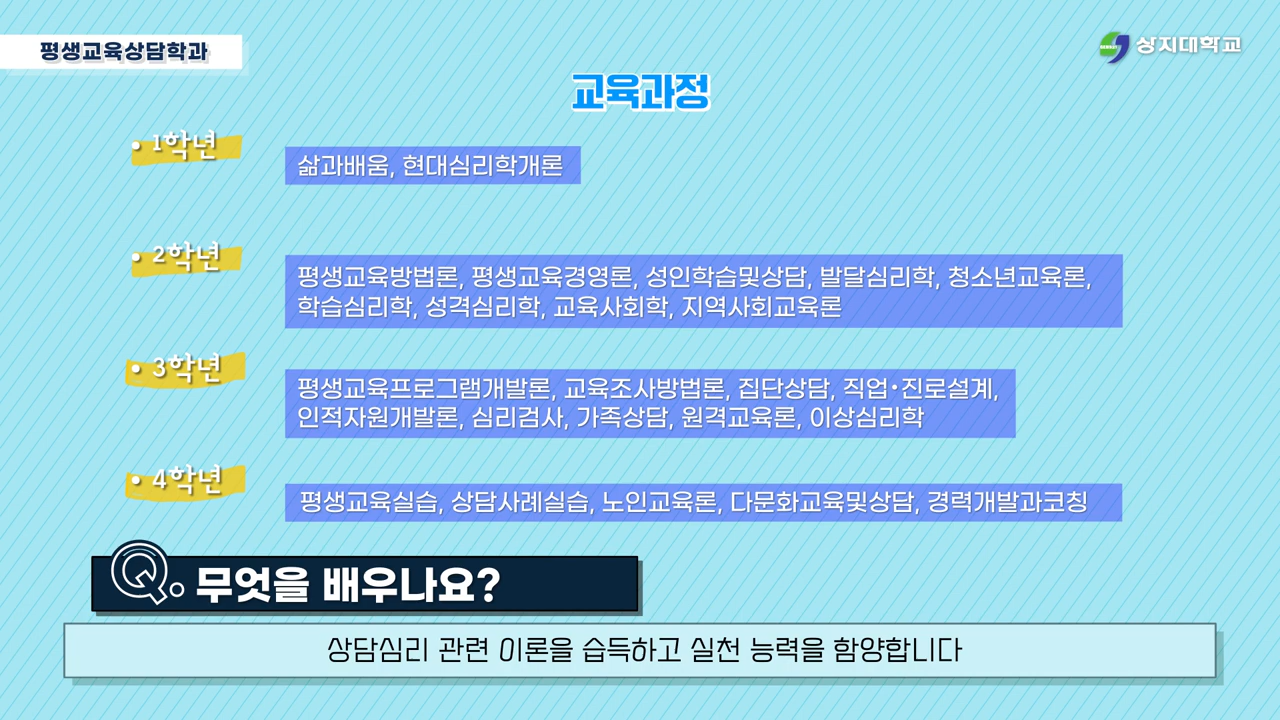 평생교육상담학과
상지대학교
교육과정
• 1학년
삶과배움, 현대심리학개론
• 2학년
평생교육방법론, 평생교육경영론, 성인학습및상담, 발달심리학, 청소년교육론,
학습심리학, 성격심리학, 교육사회학, 지역사회교육론
• 3학년
평생교육프로그램개발론, 교육조사방법론, 집단상담, 직업•진로설계,
인적자원개발론, 심리검사, 가족상담, 원격교육론, 이상심리학
• 4학년
평생교육실습, 상담사례실습, 노인교육론, 다문화교육및상담, 경력개발과코칭
Q. 무엇을 배우나요?
상담심리 관련 이론을 습득하고 실천 능력을 함양합니다